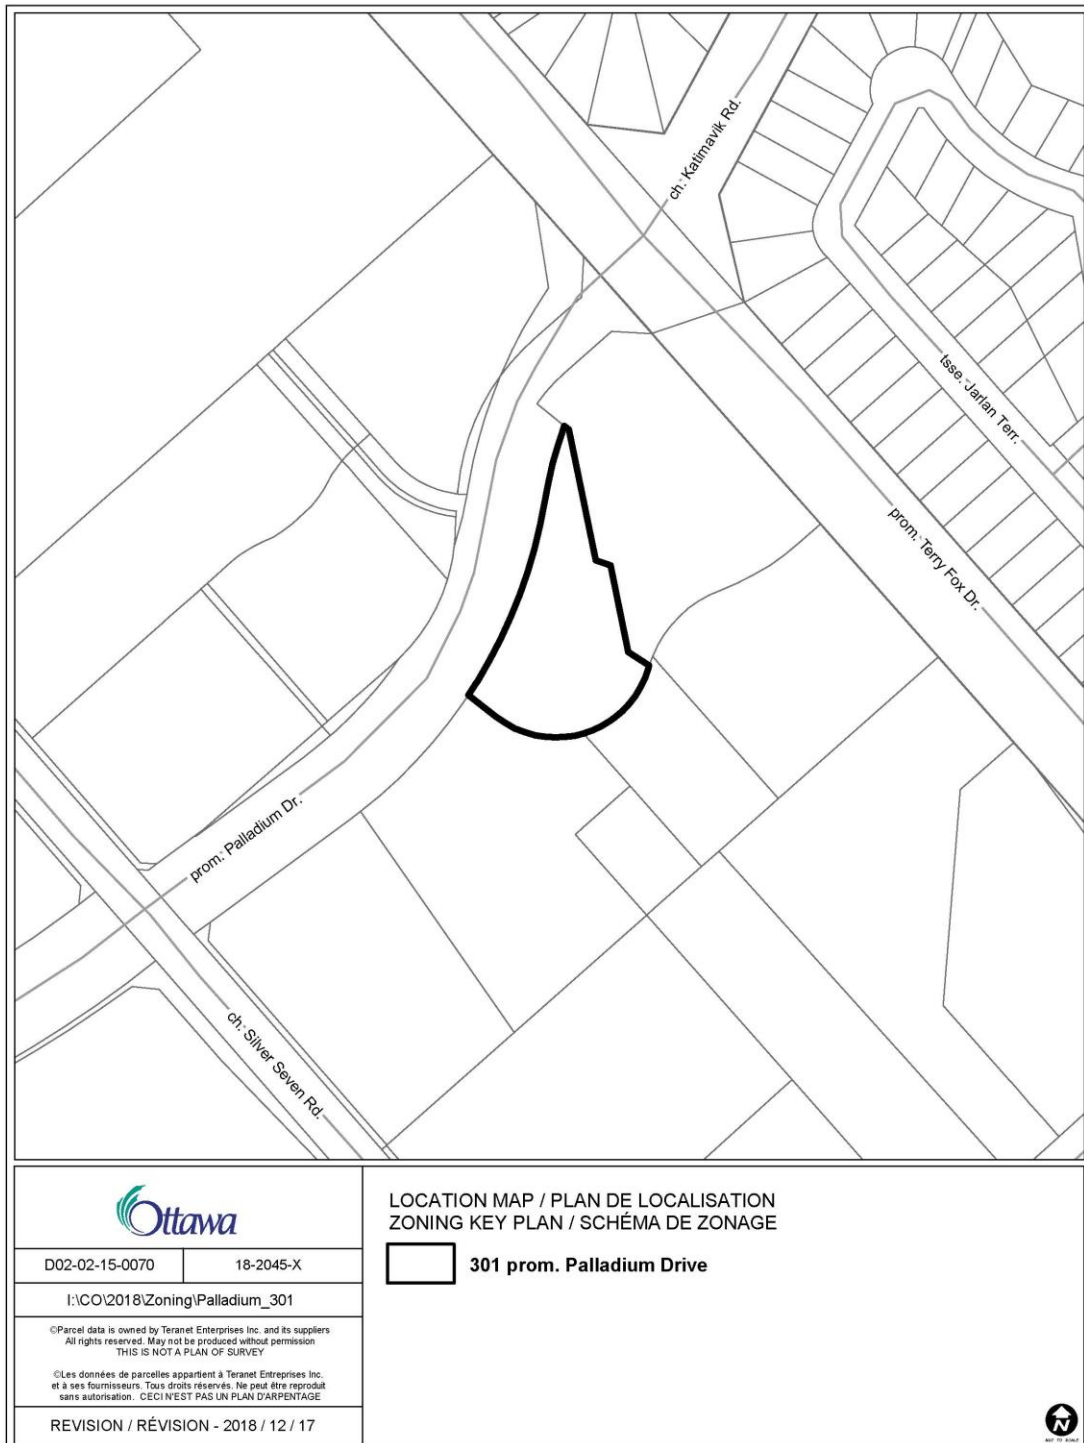 ch. Katimavik Rd.
tsse. Jarlan Terr.
prom. Terry Fox Dr.
prom. Palladium Dr.
ch. Silver Seven Rd.
Ottawa
D02-02-15-0070
18-2045-X
I:\CO\2018\Zoning\Palladium_301
©Parcel data is owned by Teranet Enterprises Inc. and its suppliers
All rights reserved. May not be produced without permission
THIS IS NOT A PLAN OF SURVEY
©Les données de parcelles appartient à Teranet Entreprises Inc.
et à ses fournisseurs. Tous droits réservés. Ne peut être reproduit
sans autorisation. CECI N'EST PAS UN PLAN D'ARPENTAGE
REVISION / RÉVISION - 2018 / 12 / 17
LOCATION MAP / PLAN DE LOCALISATION
ZONING KEY PLAN / SCHÉMA DE ZONAGE
301 prom. Palladium Drive
N
NOT TO SCALE